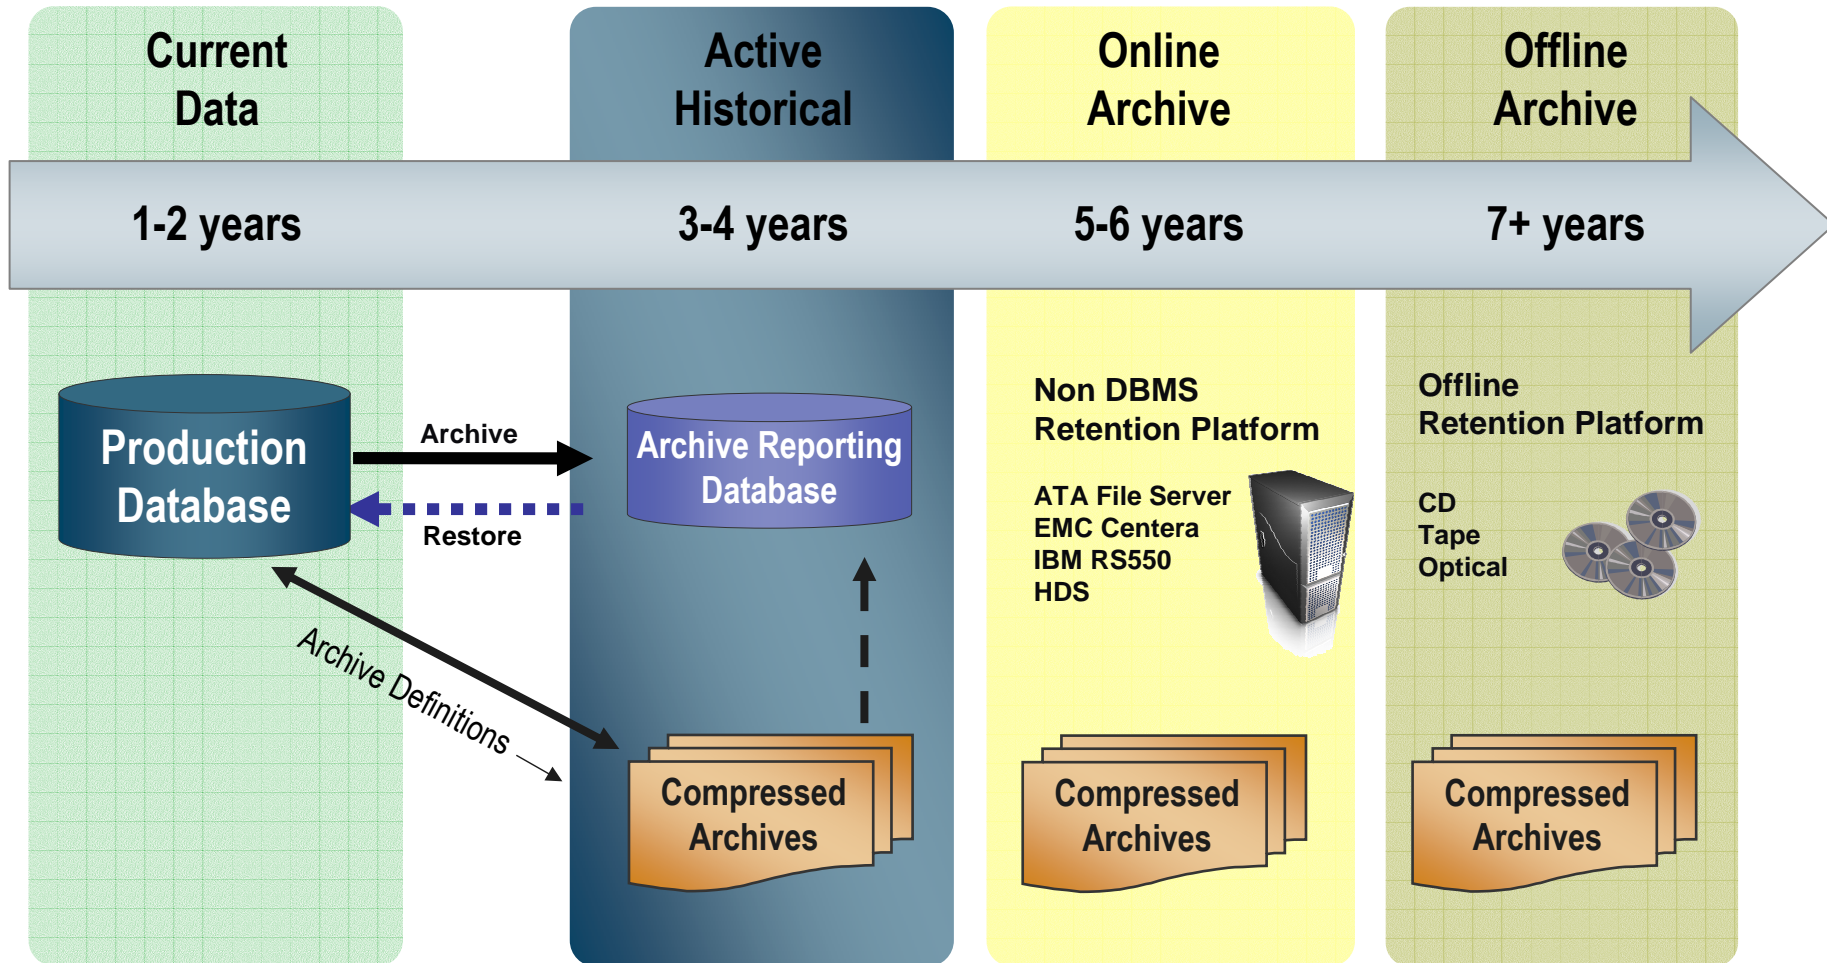 Current
Data
Active
Historical
Online
Archive
Offline
Archive
1-2 years
3-4 years
5-6 years
7+ years
Production
Database
Archive
Restore
Archive Reporting
Database
Archive Definitions
Compressed
Archives
Non DBMS
Retention Platform
ATA File Server
EMC Centera
IBM RS550
HDS
Compressed
Archives
Offline
Retention Platform
CD
Tape
Optical
Compressed
Archives